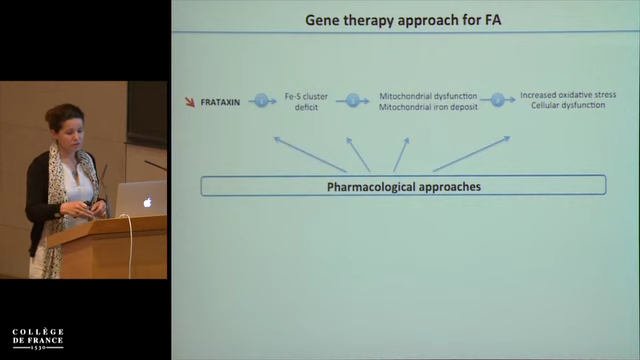 Gene therapy approach for FA
FRATAXIN
Fe-S cluster
deficit
Mitochondrial dysfunction
Mitochondrial iron deposit
Increased oxidative stress
Cellular dysfunction
Pharmacological approaches
COLLÈGE
DE FRANCE
1530